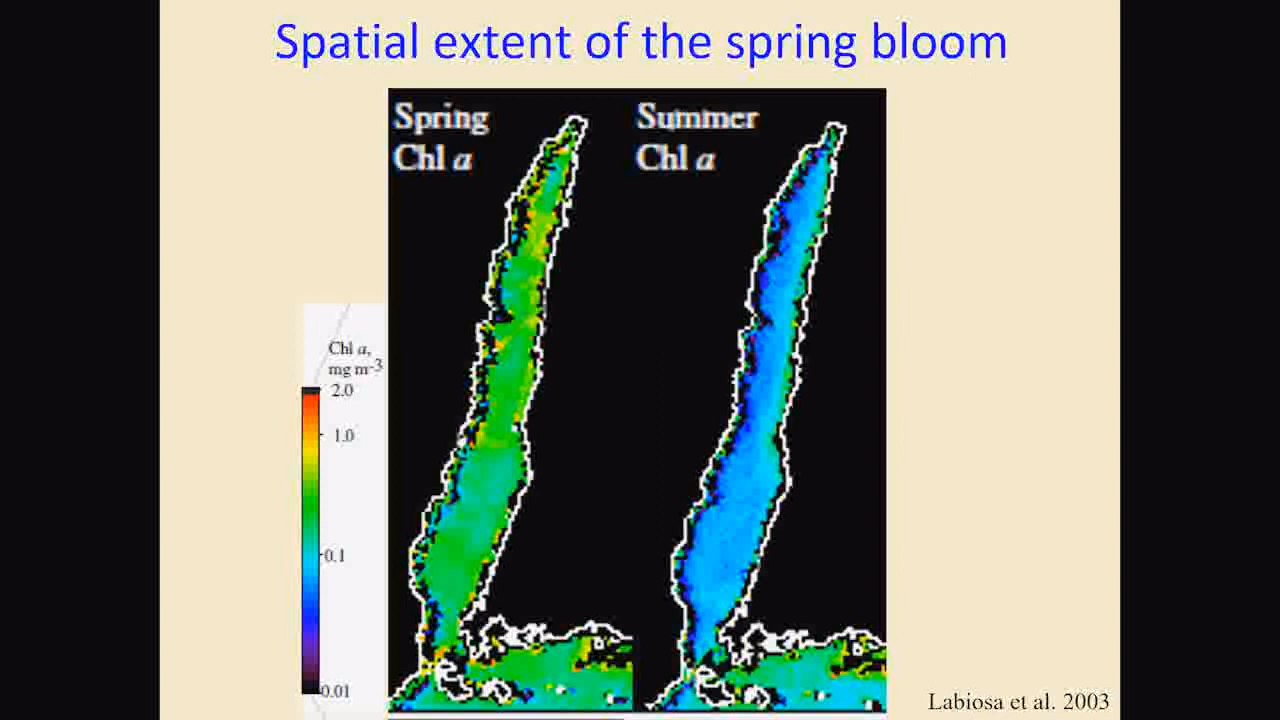 Spatial extent of the spring bloom
Spring
Chl a
Summer
Chl a
Chl a,
mg m-3
2.0
1.0
0.1
0.01
Labiosa et al. 2003